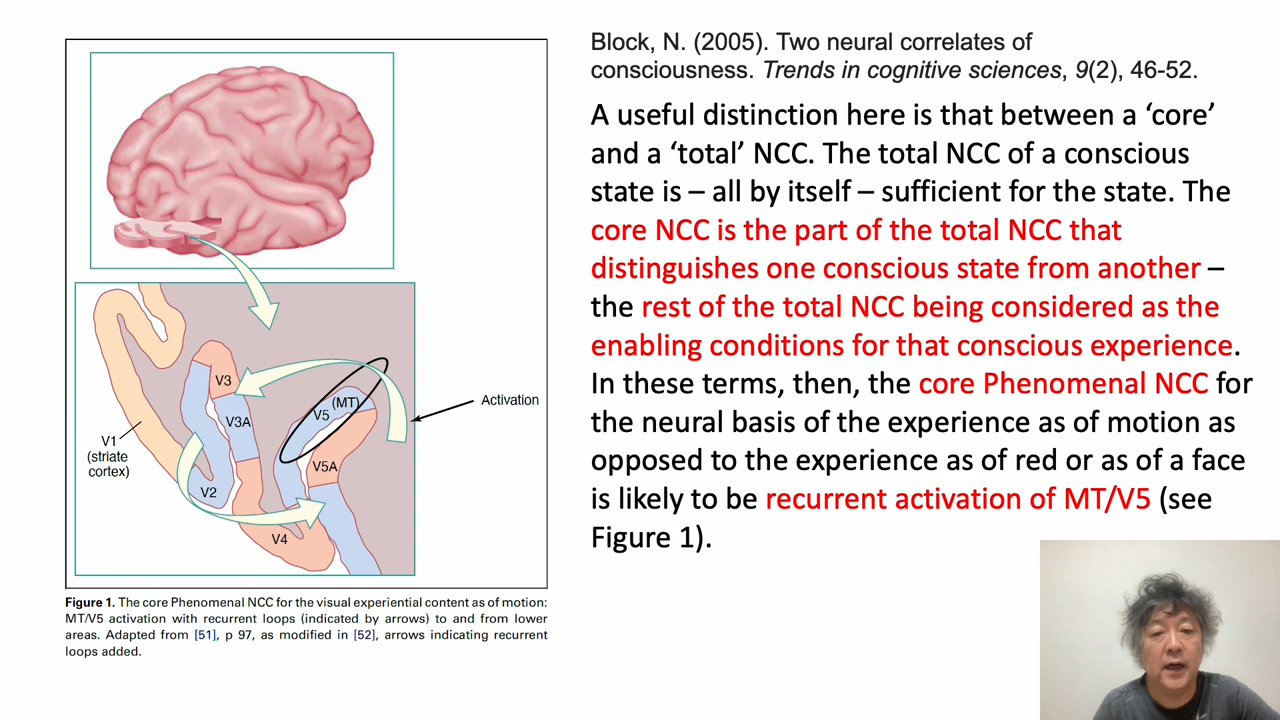 Block, N. (2005). Two neural correlates of
consciousness. Trends in cognitive sciences, 9(2), 46-52.
A useful distinction here is that between a ‘core’
and a ‘total’ NCC. The total NCC of a conscious
state is – all by itself – sufficient for the state. The
core NCC is the part of the total NCC that
distinguishes one conscious state from another –
the rest of the total NCC being considered as the
enabling conditions for that conscious experience.
In these terms, then, the core Phenomenal NCC for
the neural basis of the experience as of motion as
opposed to the experience as of red or as of a face
is likely to be recurrent activation of MT/V5 (see
Figure 1).
V3
V3A
V5
(MT)
Activation
V1
(striate
cortex)
V2
V5A
V4
Figure 1. The core Phenomenal NCC for the visual experiential content as of motion:
MT/V5 activation with recurrent loops (indicated by arrows) to and from lower
areas. Adapted from [51], p 97, as modified in [52], arrows indicating recurrent
loops added.